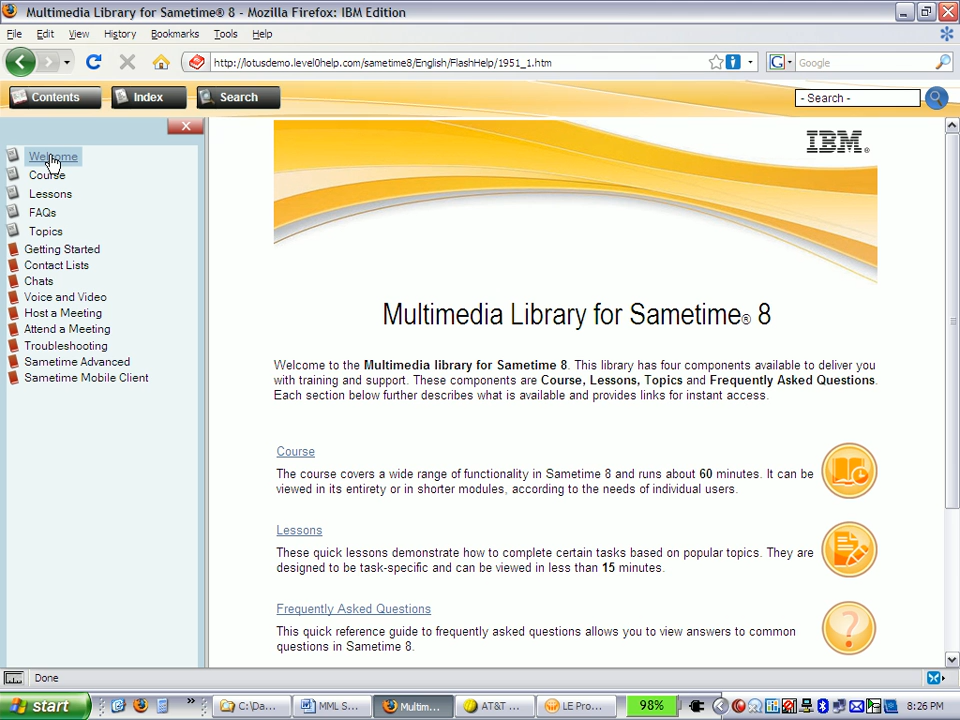 Multimedia Library for Sametime® 8 - Mozilla Firefox: IBM Edition
File Edit View History Bookmarks Tools Help
http://lotusdemo.level0help.com/sametime8/English/FlashHelp/1951_1.htm
G Google
Contents Index Search
- Search -
Welcome
Course
Lessons
FAQs
Topics
Getting Started
Contact Lists
Chats
Voice and Video
Host a Meeting
Attend a Meeting
Troubleshooting
Sametime Advanced
Sametime Mobile Client
IBM®
Multimedia Library for Sametime® 8
Welcome to the Multimedia library for Sametime 8. This library has four components available to deliver you
with training and support. These components are Course, Lessons, Topics and Frequently Asked Questions.
Each section below further describes what is available and provides links for instant access.
Course
The course covers a wide range of functionality in Sametime 8 and runs about 60 minutes. It can be
viewed in its entirety or in shorter modules, according to the needs of individual users.
Lessons
These quick lessons demonstrate how to complete certain tasks based on popular topics. They are
designed to be task-specific and can be viewed in less than 15 minutes.
Frequently Asked Questions
This quick reference guide to frequently asked questions allows you to view answers to common
questions in Sametime 8.
?
Done
start » C:\Da... MML S... Multim... AT&T ... LE Pro... 98% 8:26 PM